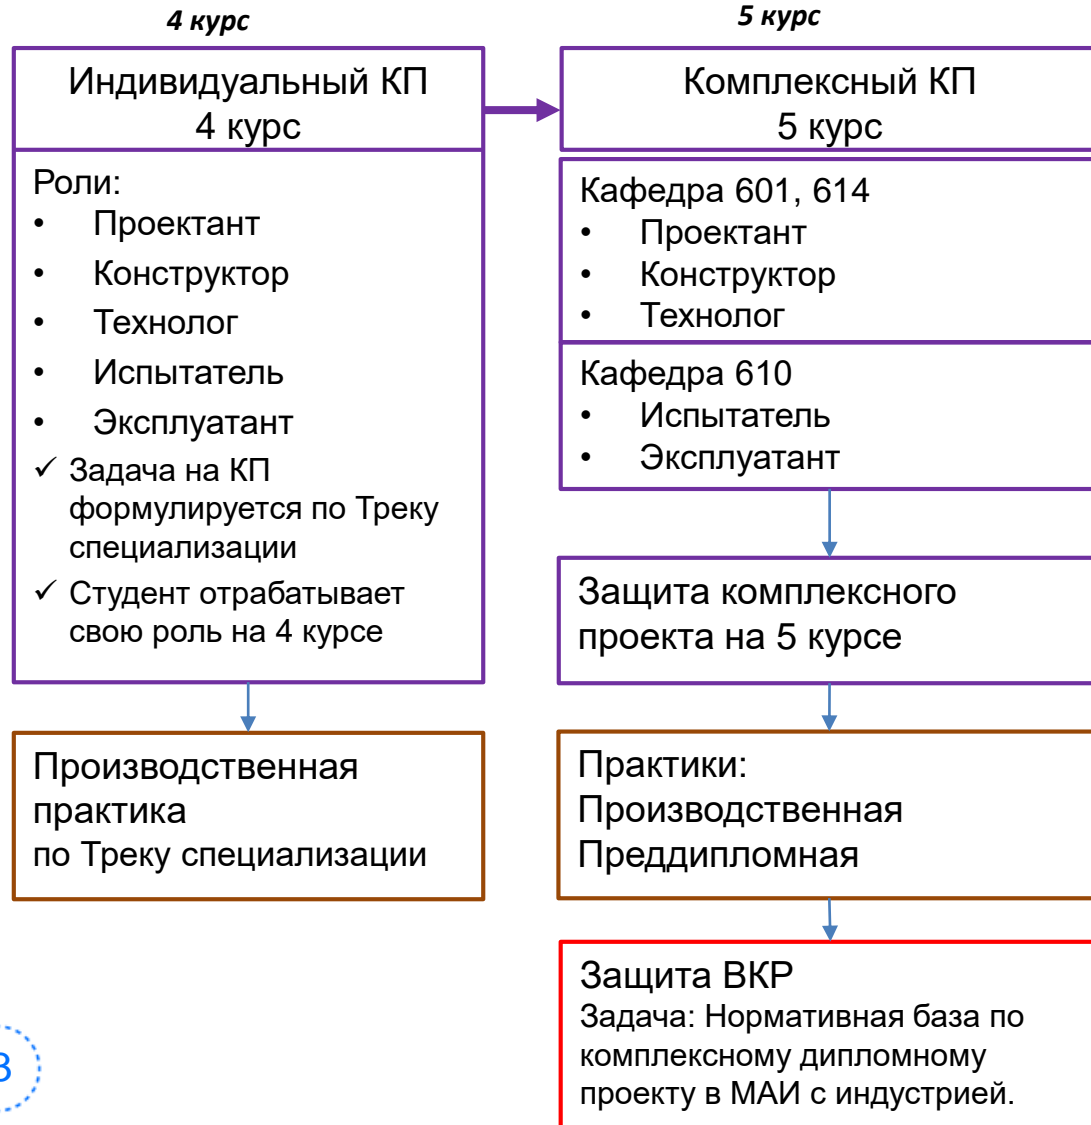 4 курс
Индивидуальный КП
4 курс
Роли:
• Проектант
• Конструктор
• Технолог
• Испытатель
• Эксплуатант
✓ Задача на КП
формулируется по Треку
специализации
✓ Студент отрабатывает
свою роль на 4 курсе
Производственная
практика
по Треку специализации
5 курс
Комплексный КП
5 курс
Кафедра 601, 614
• Проектант
• Конструктор
• Технолог
Кафедра 610
• Испытатель
• Эксплуатант
Защита комплексного
проекта на 5 курсе
Практики:
Производственная
Преддипломная
Защита ВКР
Задача: Нормативная база по
комплексному дипломному
проекту в МАИ с индустрией.